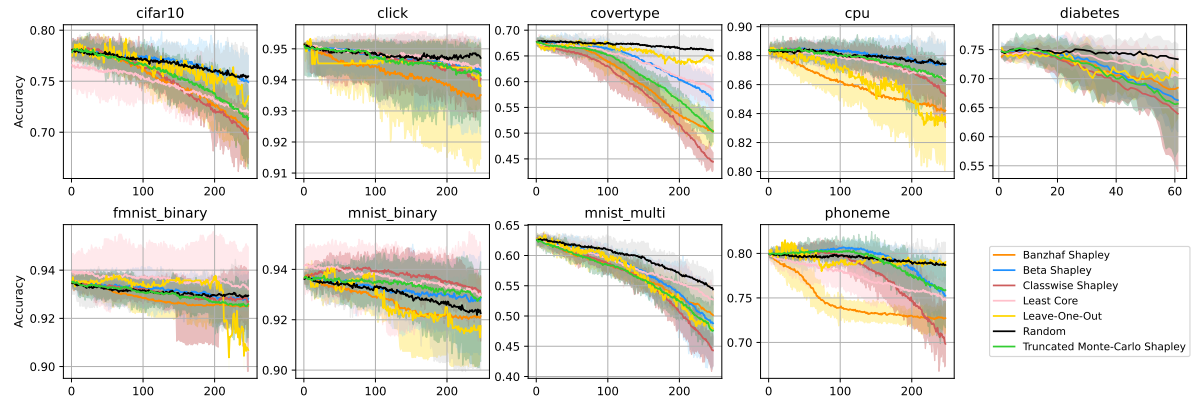 cifar10
0.80
0.75
0.70
Accuracy
0 100 200
click
0.95
0.94
0.93
0.92
0.91
0 100 200
covertype
0.70
0.65
0.60
0.55
0.50
0.45
0 100 200
cpu
0.90
0.88
0.86
0.84
0.82
0.80
0 100 200
diabetes
0.75
0.70
0.65
0.60
0.55
0 20 40 60
fmnist_binary
0.94
0.92
0.90
Accuracy
0 100 200
mnist_binary
0.94
0.93
0.92
0.91
0.90
0 100 200
mnist_multi
0.65
0.60
0.55
0.50
0.45
0.40
0 100 200
phoneme
0.80
0.75
0.70
0 100 200
Banzhaf Shapley
Beta Shapley
Classwise Shapley
Least Core
Leave-One-Out
Random
Truncated Monte-Carlo Shapley